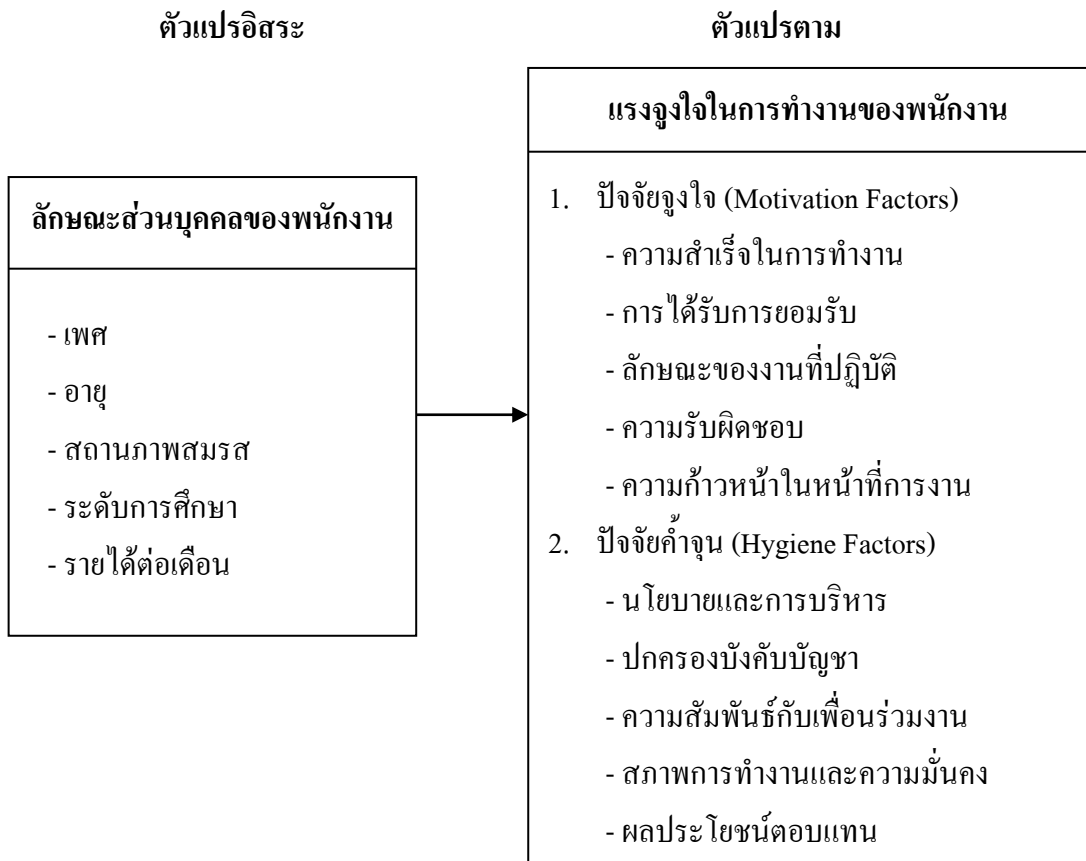 ตัวแปรอิสระ
ตัวแปรตาม
ลักษณะส่วนบุคคลของพนักงาน
- เพศ
- อายุ
- สถานภาพสมรส
- ระดับการศึกษา
- รายได้ต่อเดือน
แรงจูงใจในการทำงานของพนักงาน
1. ปัจจัยจูงใจ (Motivation Factors)
- ความสำเร็จในการทำงาน
- การได้รับการยอมรับ
- ลักษณะของงานที่ปฏิบัติ
- ความรับผิดชอบ
- ความก้าวหน้าในหน้าที่การงาน
2. ปัจจัยค้ำจุน (Hygiene Factors)
- นโยบายและการบริหาร
- ปกครองบังคับบัญชา
- ความสัมพันธ์กับเพื่อนร่วมงาน
- สภาพการทำงานและความมั่นคง
- ผลประโยชน์ตอบแทน